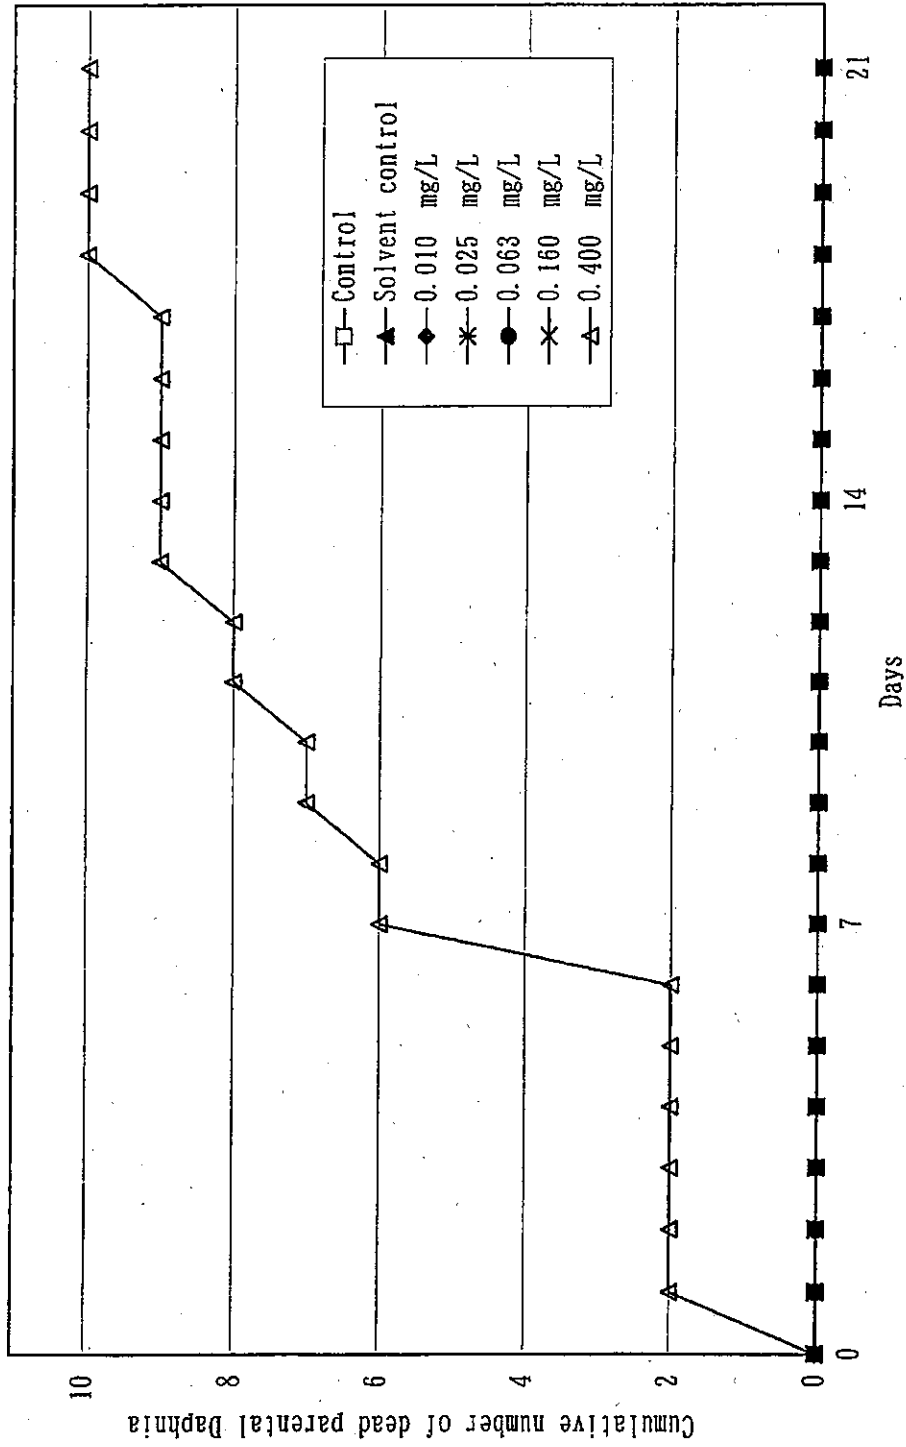 Cumulative number of dead parental Daphnia
10
8
6
4
2
0
0
7
14
21
Days
Control
Solvent control
0.010 mg/L
0.025 mg/L
0.063 mg/L
0.160 mg/L
0.400 mg/L